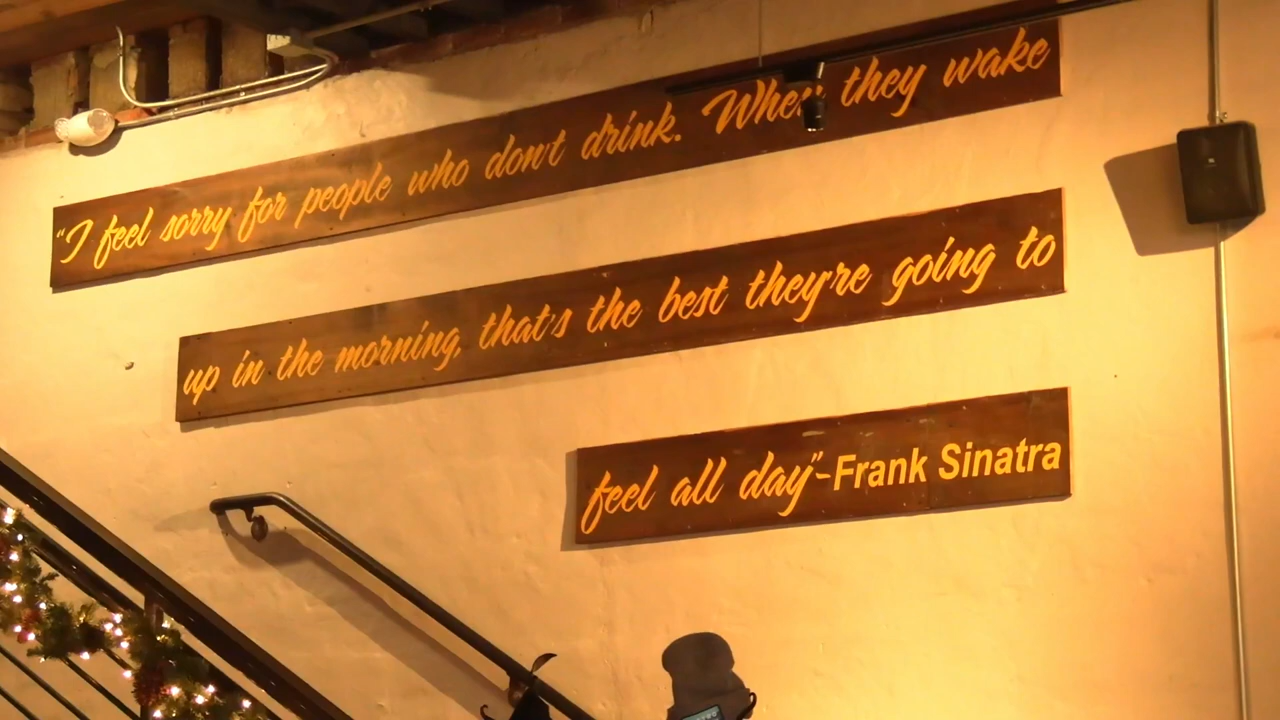 "I feel sorry for people who don't drink. When they wake
up in the morning, that's the best they're going to
feel all day"-Frank Sinatra